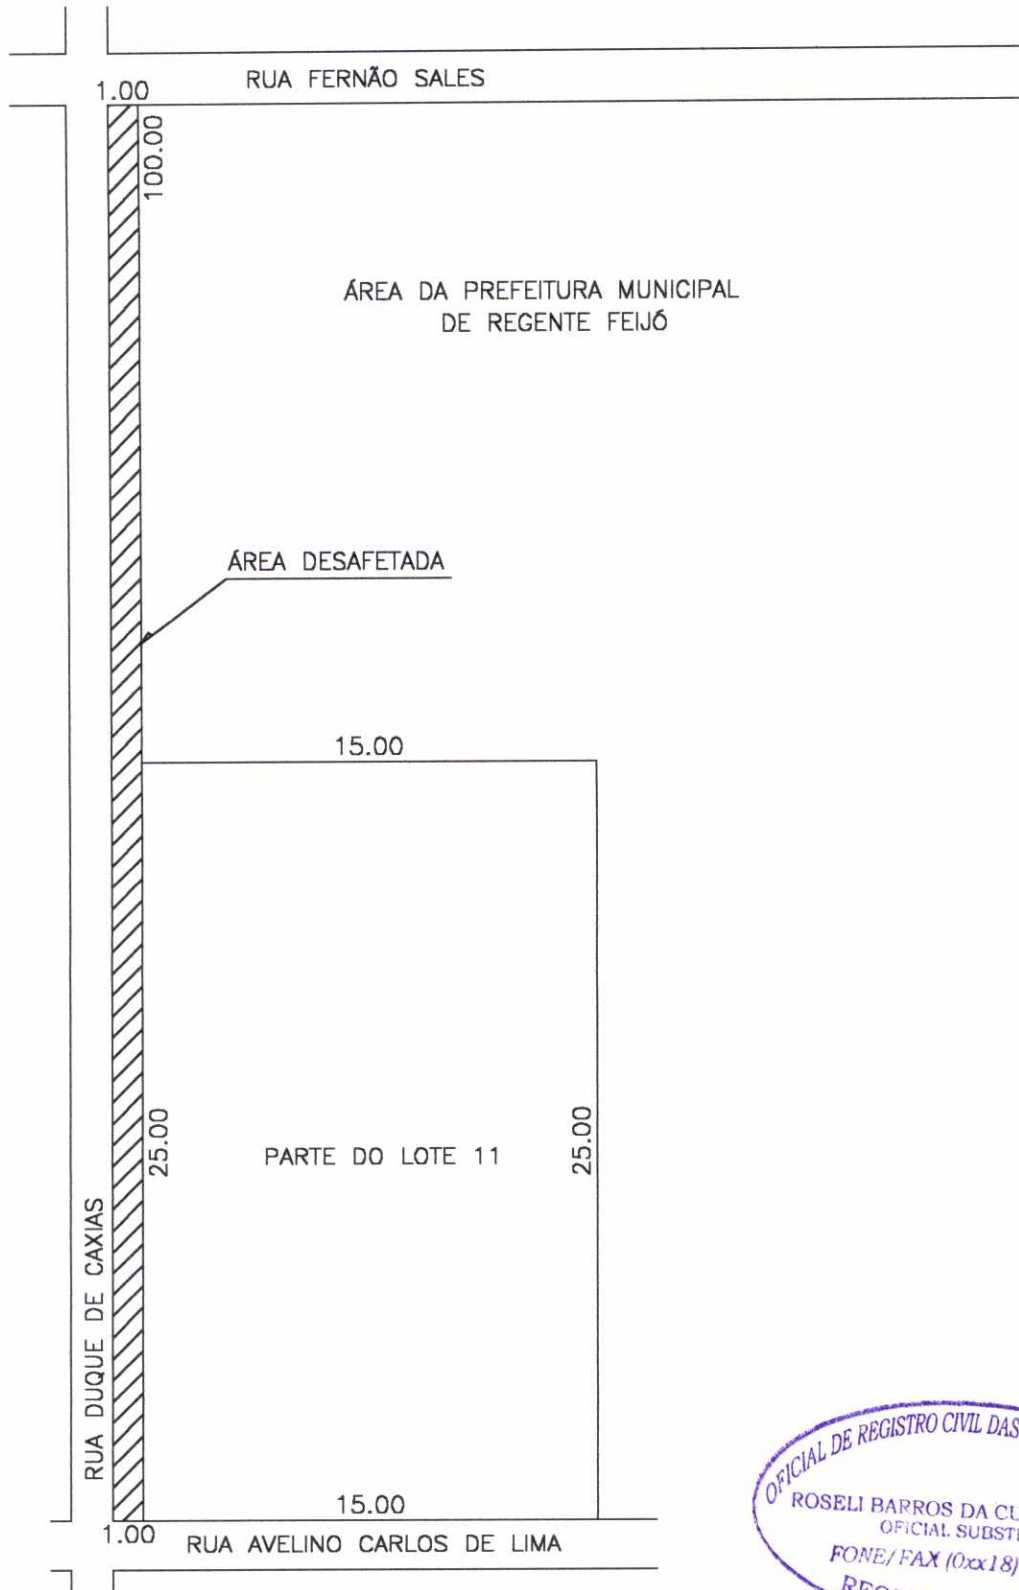 RUA FERNÃO SALES
1.00
100.00
ÁREA DA PREFEITURA MUNICIPAL
DE REGENTE FEIJÓ
ÁREA DESAFETADA
15.00
25.00
PARTE DO LOTE 11
25.00
RUA DUQUE DE CAXIAS
15.00
1.00
RUA AVELINO CARLOS DE LIMA
OFICIAL DE REGISTRO CIVIL DAS
ROSELI BARROS DA CU
OFICIAL SUBST
FONE/FAX (0xx18)